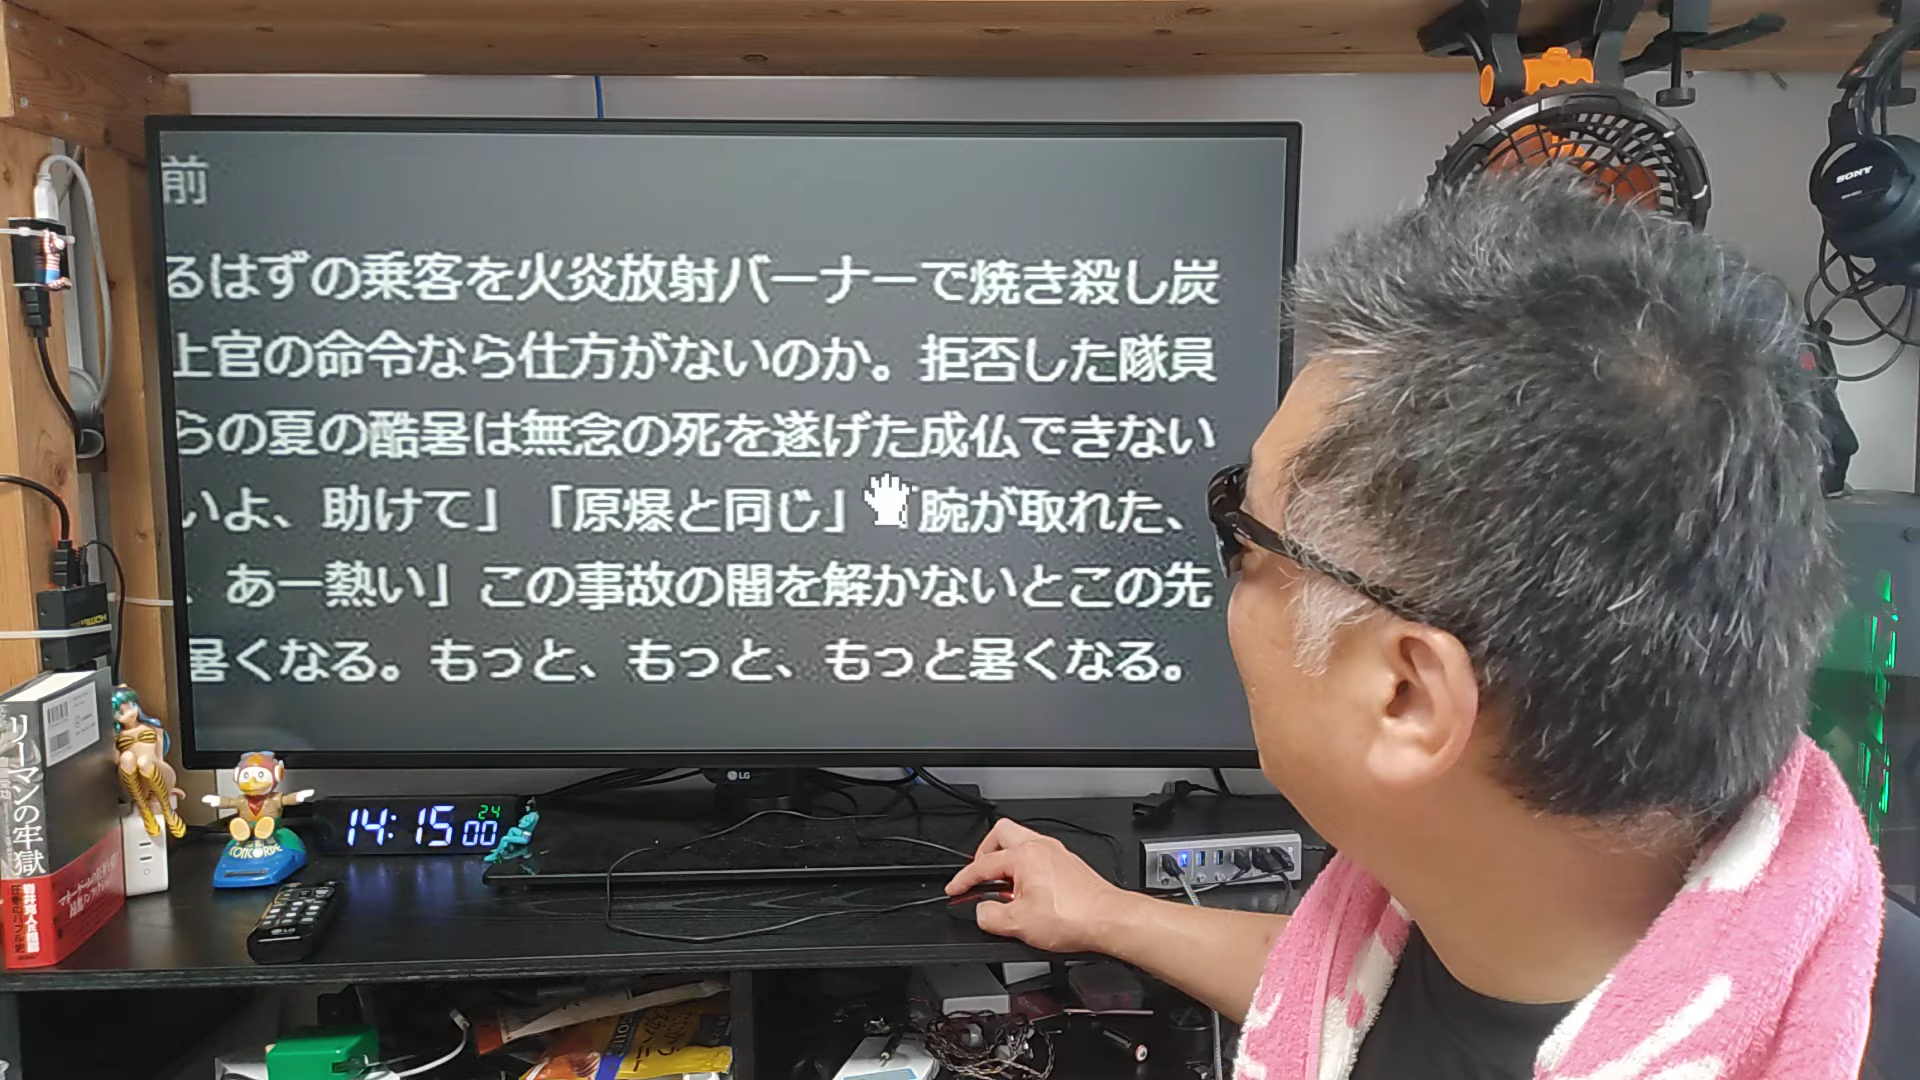 前
るはずの乗客を火炎放射バーナーで焼き殺し炭
上官の命令なら仕方がないのか。拒否した隊員
らの夏の酷暑は無念の死を遂げた成仏できない
いよ、助けて」「原爆と同じ」「腕が取れた、
、あー熱い」この事故の闇を解かないとこの先
暑くなる。もっと、もっと、もっと暑くなる。
SONY
LG
リーマンの牢獄
14:15 00
24
CONCORDE
LG